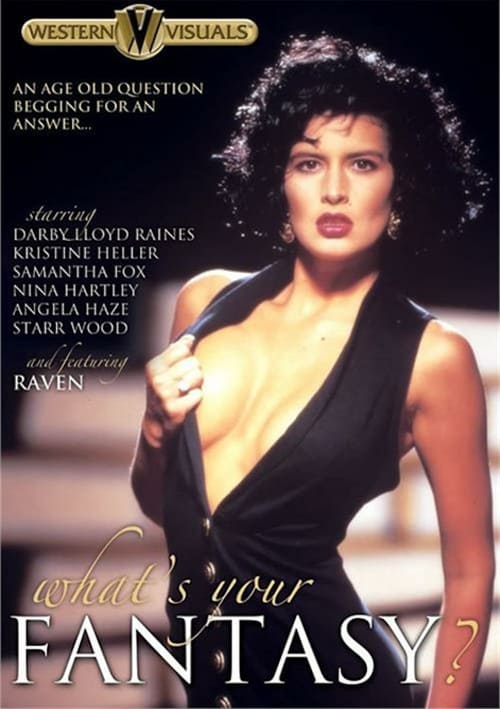 WESTERN V VISUALS
AN AGE OLD QUESTION
BEGGING FOR AN
ANSWER...
starring
DARBY LLOYD RAINES
KRISTINE HELLER
SAMANTHA FOX
NINA HARTLEY
ANGELA HAZE
STARR WOOD
and featuring
RAVEN
what's your
FANTASY?